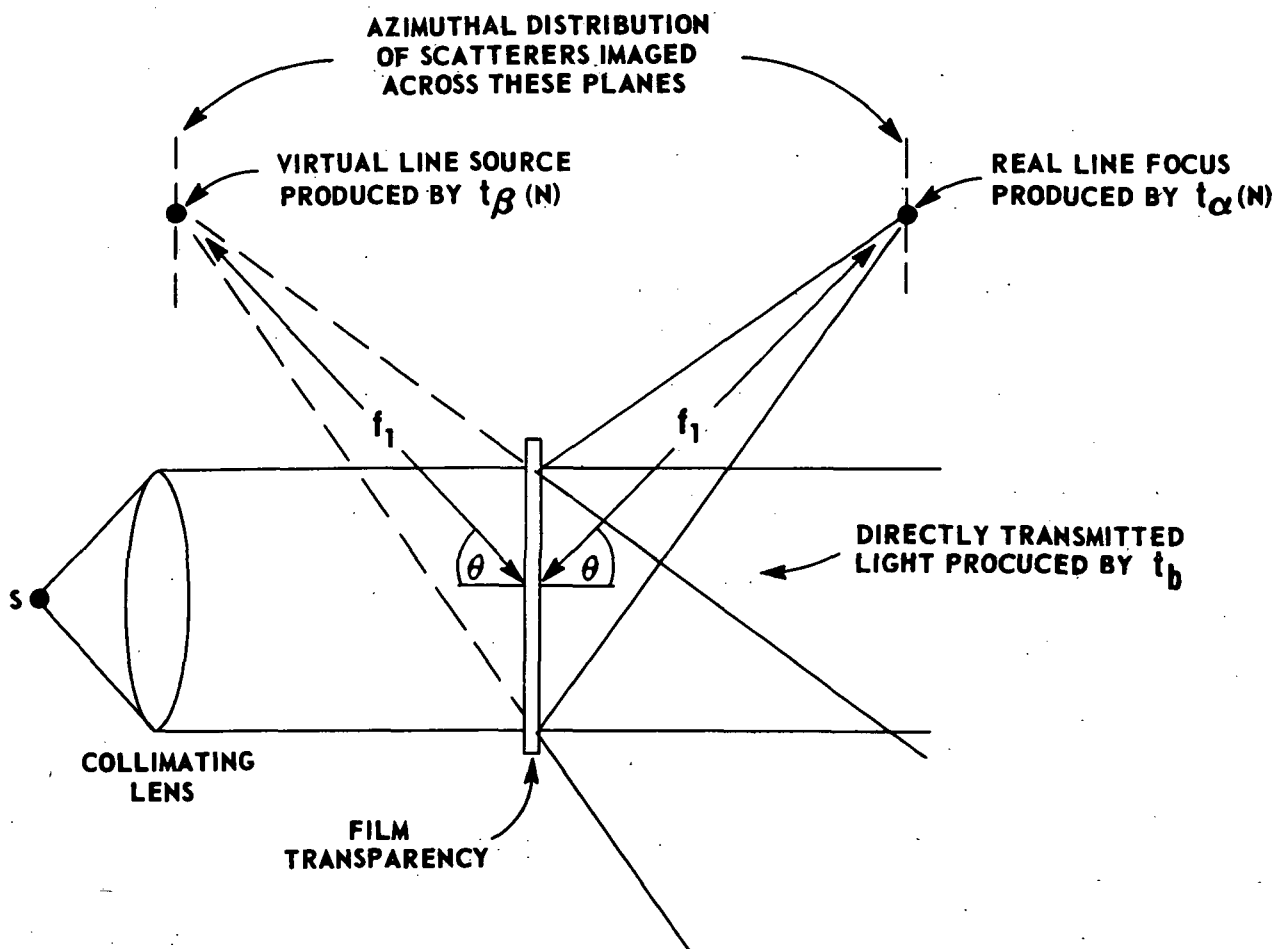 AZIMUTHAL DISTRIBUTION
OF SCATTERERS IMAGED
ACROSS THESE PLANES
VIRTUAL LINE SOURCE
PRODUCED BY tβ(N)
REAL LINE FOCUS
PRODUCED BY tα(N)
f1
f1
θ
θ
DIRECTLY TRANSMITTED
LIGHT PROCUCED BY tb
S
COLLIMATING
LENS
FILM
TRANSPARENCY